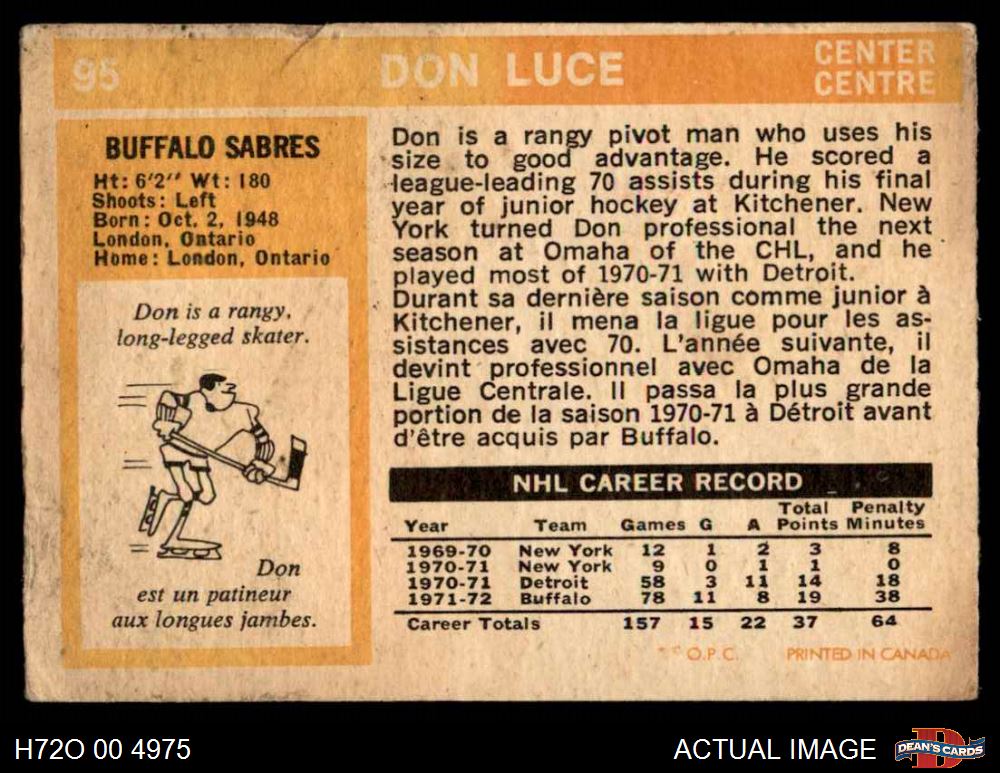 95
DON LUCE
CENTER
CENTRE
BUFFALO SABRES
Ht: 6'2'' Wt: 180
Shoots: Left
Born: Oct. 2, 1948
London, Ontario
Home: London, Ontario
Don is a rangy,
long-legged skater.
Don
est un patineur
aux longues jambes.
Don is a rangy pivot man who uses his
size to good advantage. He scored a
league-leading 70 assists during his final
year of junior hockey at Kitchener. New
York turned Don professional the next
season at Omaha of the CHL, and he
played most of 1970-71 with Detroit.
Durant sa dernière saison comme junior à
Kitchener, il mena la ligue pour les as-
sistances avec 70. L'année suivante, il
devint professionnel avec Omaha de la
Ligue Centrale. Il passa la plus grande
portion de la saison 1970-71 à Détroit avant
d'être acquis par Buffalo.
NHL CAREER RECORD
Year Team Games G A Total Points Penalty Minutes
1969-70 New York 12 1 2 3 8
1970-71 New York 9 0 1 1 0
1970-71 Detroit 58 3 11 14 18
1971-72 Buffalo 78 11 8 19 38
Career Totals 157 15 22 37 64
** O.P.C. PRINTED IN CANADA
H72O 00 4975
ACTUAL IMAGE
DEAN'S CARDS